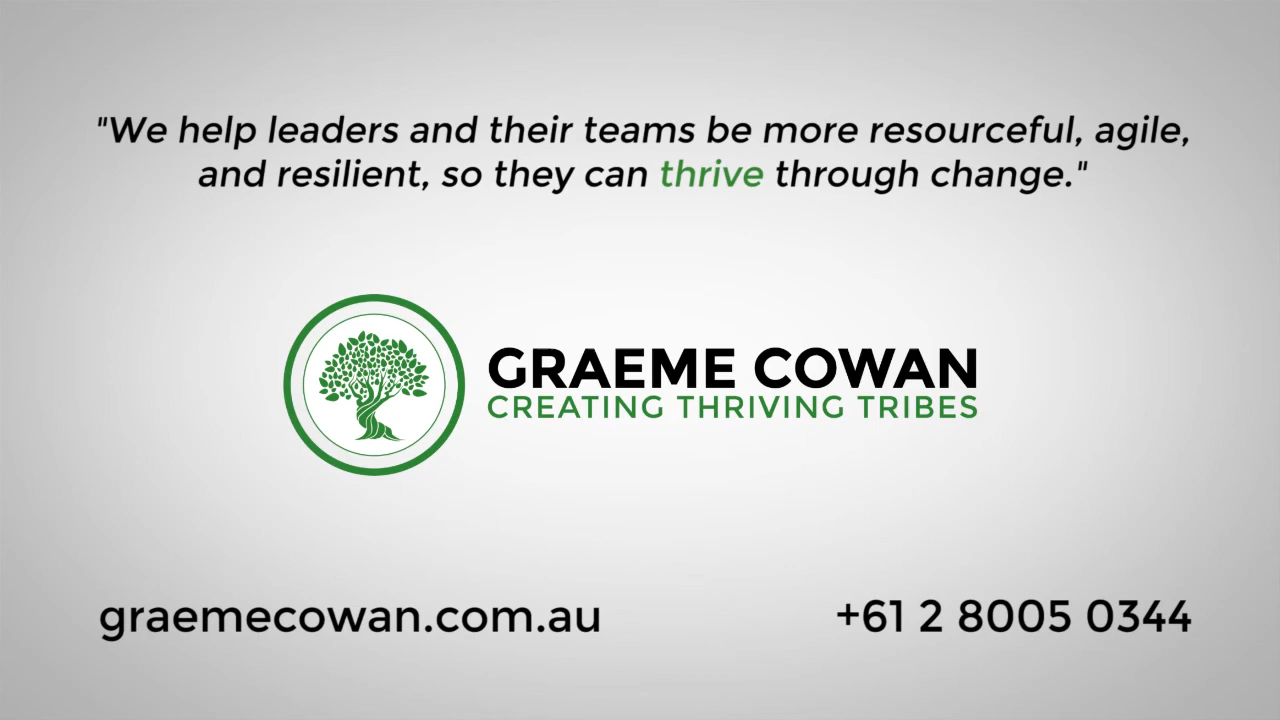 "We help leaders and their teams be more resourceful, agile,
and resilient, so they can thrive through change."
GRAEME COWAN
CREATING THRIVING TRIBES
graemecowan.com.au
+61 2 8005 0344